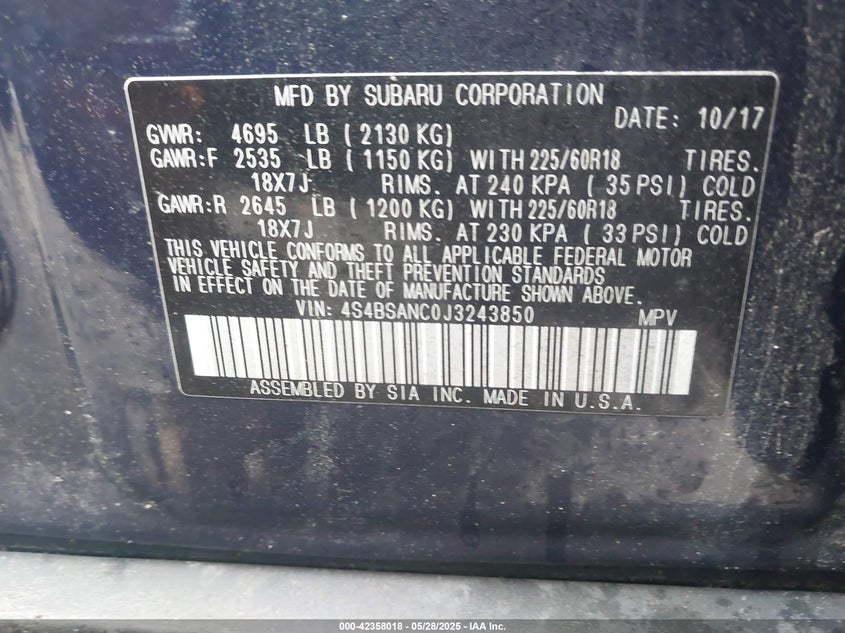 MFD BY SUBARU CORPORATION
DATE: 10/17
GVWR: 4695 LB ( 2130 KG)
GAWR:F 2535 LB ( 1150 KG) WITH 225/60R18 TIRES.
18X7J RIMS. AT 240 KPA ( 35 PSI) COLD
GAWR:R 2645 LB ( 1200 KG) WITH 225/60R18 TIRES.
18X7J RIMS. AT 230 KPA ( 33 PSI) COLD
THIS VEHICLE CONFORMS TO ALL APPLICABLE FEDERAL MOTOR
VEHICLE SAFETY AND THEFT PREVENTION STANDARDS
IN EFFECT ON THE DATE OF MANUFACTURE SHOWN ABOVE.
VIN: 4S4BSANC0J3243850 MPV
ASSEMBLED BY SIA INC. MADE IN U.S.A.
000-42358018 — 05/28/2025 — IAA Inc.